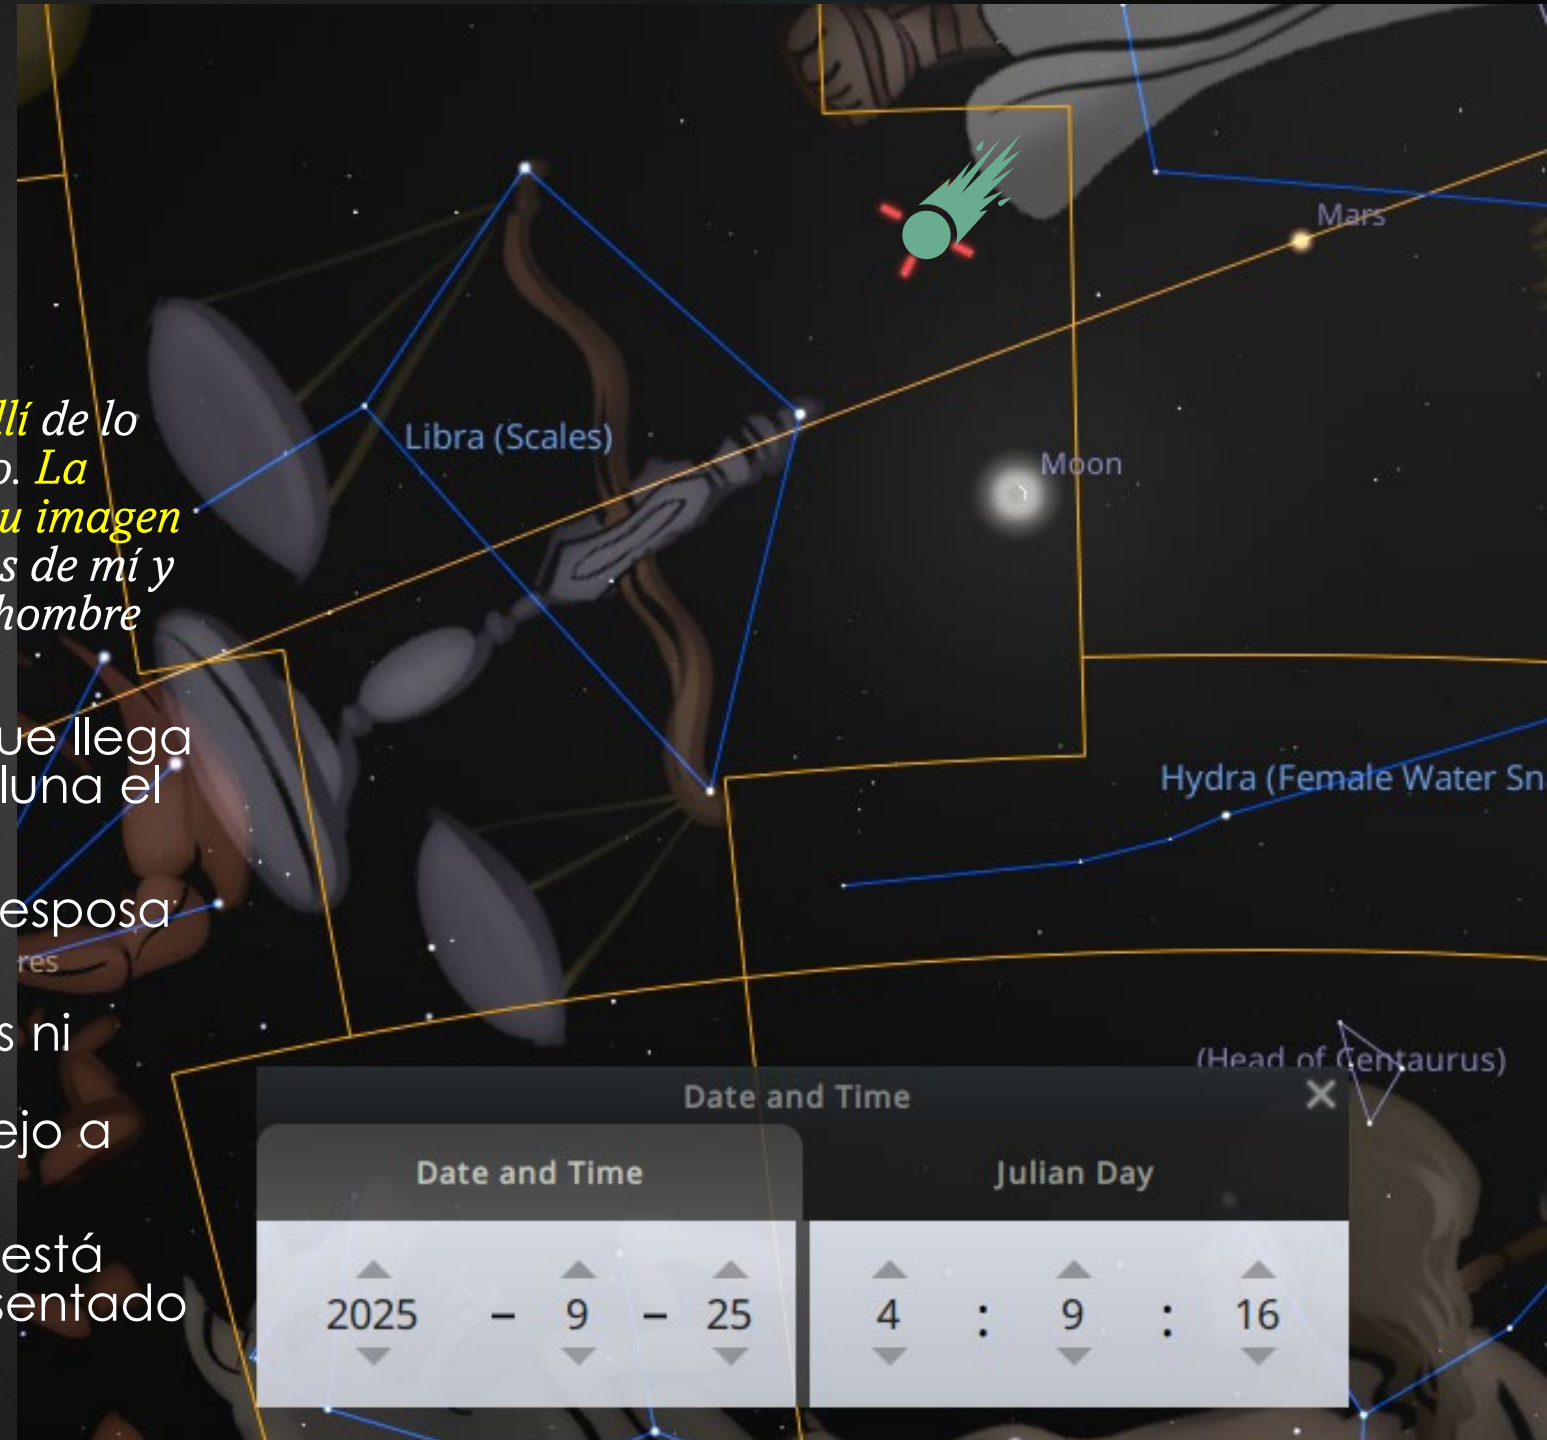 llí de lo
o. La
u imagen
s de mí y
hombre
ue llega
luna el
esposa
res
s ni
ejo a
está
sentado
Mars
Libra (Scales)
Moon
Hydra (Female Water Sn
(Head of Centaurus)
Date and Time
Date and Time
Julian Day
2025 – 9 – 25 4 : 9 : 16